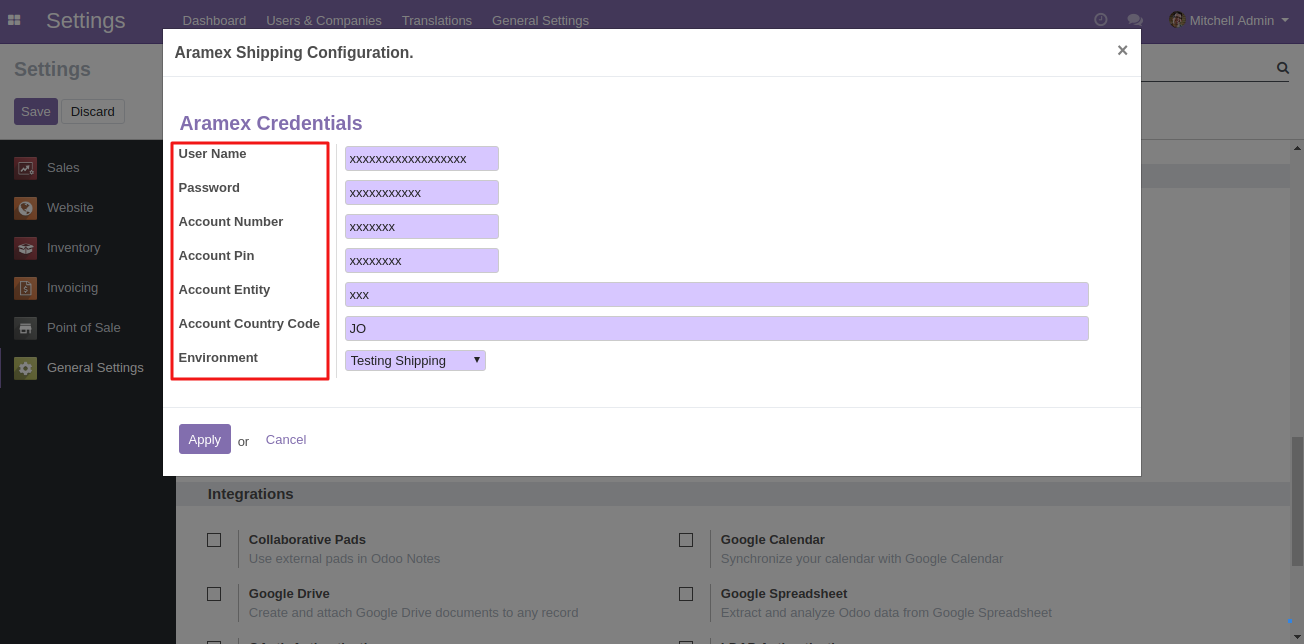 Settings
Dashboard
Users & Companies
Translations
General Settings
Mitchell Admin
Settings
Save
Discard
Sales
Website
Inventory
Invoicing
Point of Sale
General Settings
Aramex Shipping Configuration.
×
Aramex Credentials
User Name
xxxxxxxxxxxxxxxxxx
Password
xxxxxxxxxxx
Account Number
xxxxxxx
Account Pin
xxxxxxxx
Account Entity
xxx
Account Country Code
JO
Environment
Testing Shipping
Apply or Cancel
Integrations
Collaborative Pads
Use external pads in Odoo Notes
Google Calendar
Synchronize your calendar with Google Calendar
Google Drive
Create and attach Google Drive documents to any record
Google Spreadsheet
Extract and analyze Odoo data from Google Spreadsheet